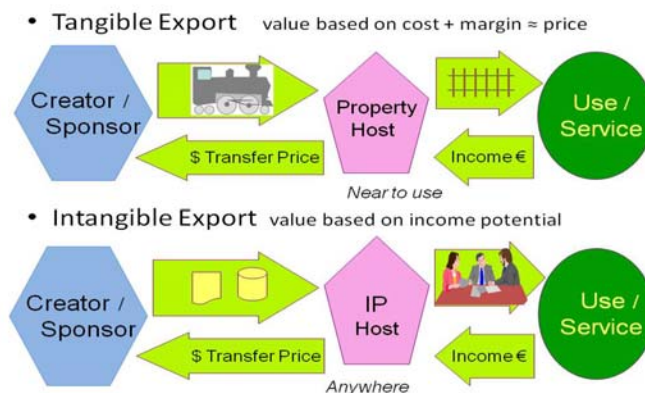 • Tangible Export value based on cost + margin ≈ price
Creator /
Sponsor
Property
Host
Use /
Service
$ Transfer Price
Income €
Near to use
• Intangible Export value based on income potential
Creator /
Sponsor
IP
Host
Use /
Service
$ Transfer Price
Income €
Anywhere